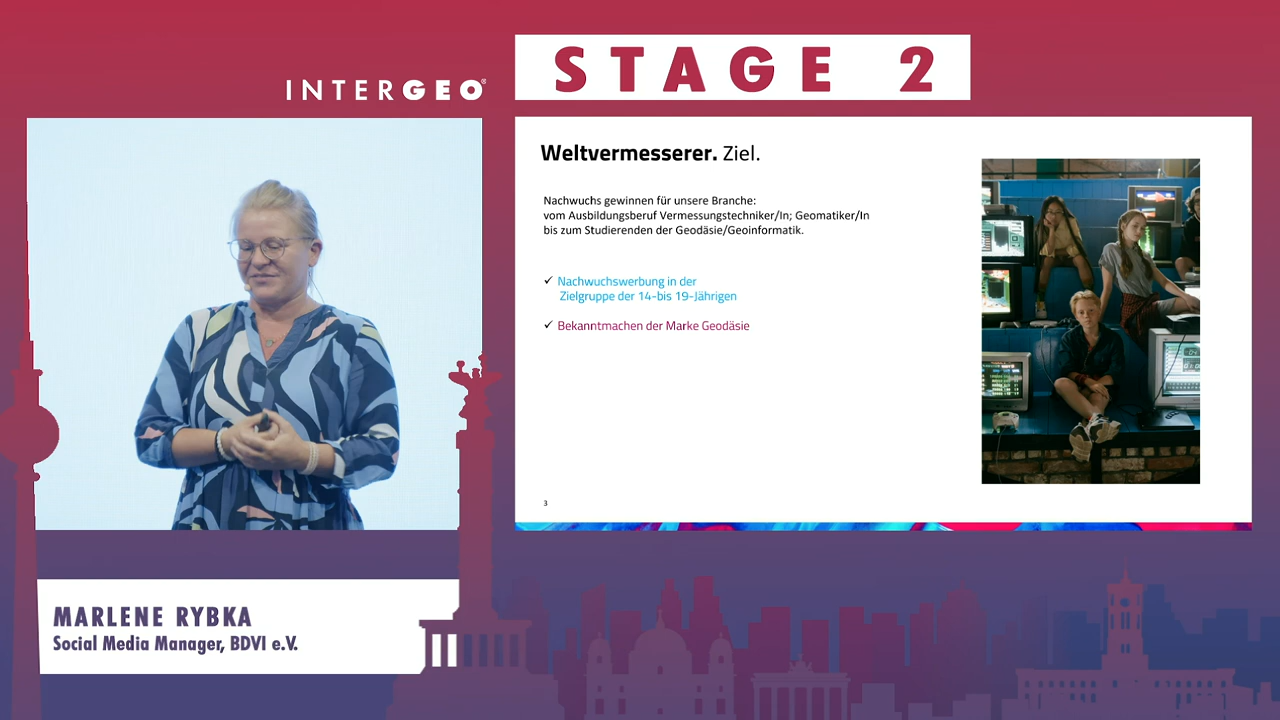 INTERGEO®
STAGE 2
Weltvermesserer. Ziel.
Nachwuchs gewinnen für unsere Branche:
vom Ausbildungsberuf Vermessungstechniker/In; Geomatiker/In
bis zum Studierenden der Geodäsie/Geoinformatik.
✓ Nachwuchswerbung in der
Zielgruppe der 14-bis 19-Jährigen
✓ Bekanntmachen der Marke Geodäsie
3
MARLENE RYBKA
Social Media Manager, BDVI e.V.